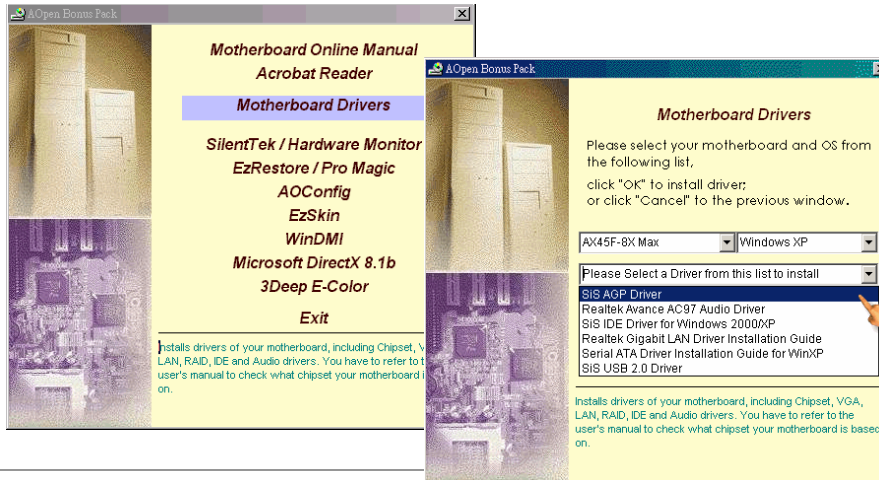 AOpen Bonus Pack
Motherboard Online Manual
Acrobat Reader
Motherboard Drivers
SilentTek / Hardware Monitor
EzRestore / Pro Magic
AOConfig
EzSkin
WinDMI
Microsoft DirectX 8.1b
3Deep E-Color
Exit
Installs drivers of your motherboard, including Chipset,
LAN, RAID, IDE and Audio drivers. You have to refer to
user's manual to check what chipset your motherboard
on.
AOpen Bonus Pack
Motherboard Drivers
Please select your motherboard and OS from
the following list,
click "OK" to install driver;
or click "Cancel" to the previous window.
AX45F-8X Max
Windows XP
Please Select a Driver from this list to install
SiS AGP Driver
Realtek Avance AC97 Audio Driver
SiS IDE Driver for Windows 2000/XP
Realtek Gigabit LAN Driver Installation Guide
Serial ATA Driver Installation Guide for WinXP
SiS USB 2.0 Driver
Installs drivers of your motherboard, including Chipset, VGA,
LAN, RAID, IDE and Audio drivers. You have to refer to the
user's manual to check what chipset your motherboard is based
on.